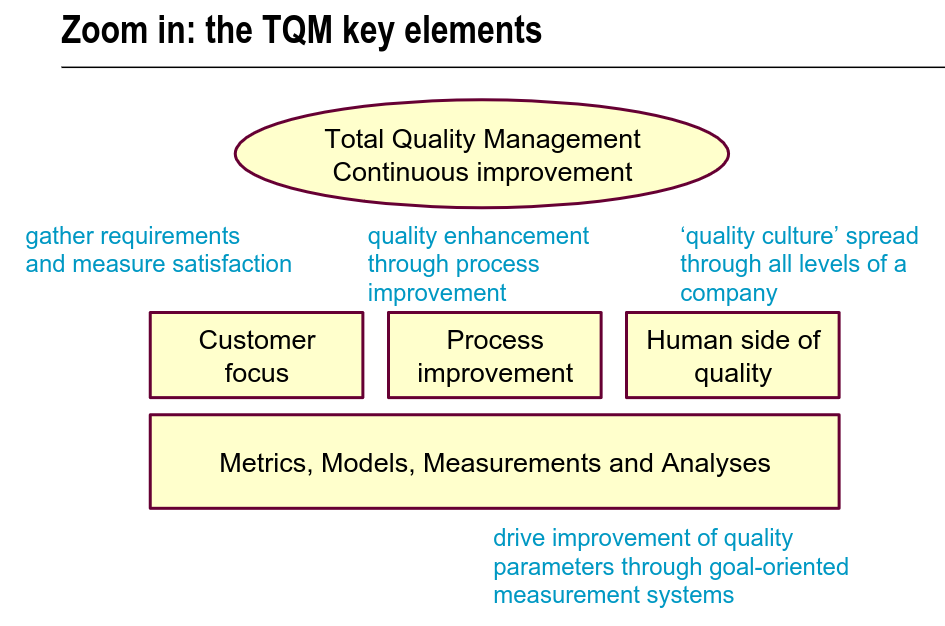 Zoom in: the TQM key elements
Total Quality Management
Continuous improvement
gather requirements
and measure satisfaction
quality enhancement
through process
improvement
‘quality culture’ spread
through all levels of a
company
Customer
focus
Process
improvement
Human side of
quality
Metrics, Models, Measurements and Analyses
drive improvement of quality
parameters through goal-oriented
measurement systems